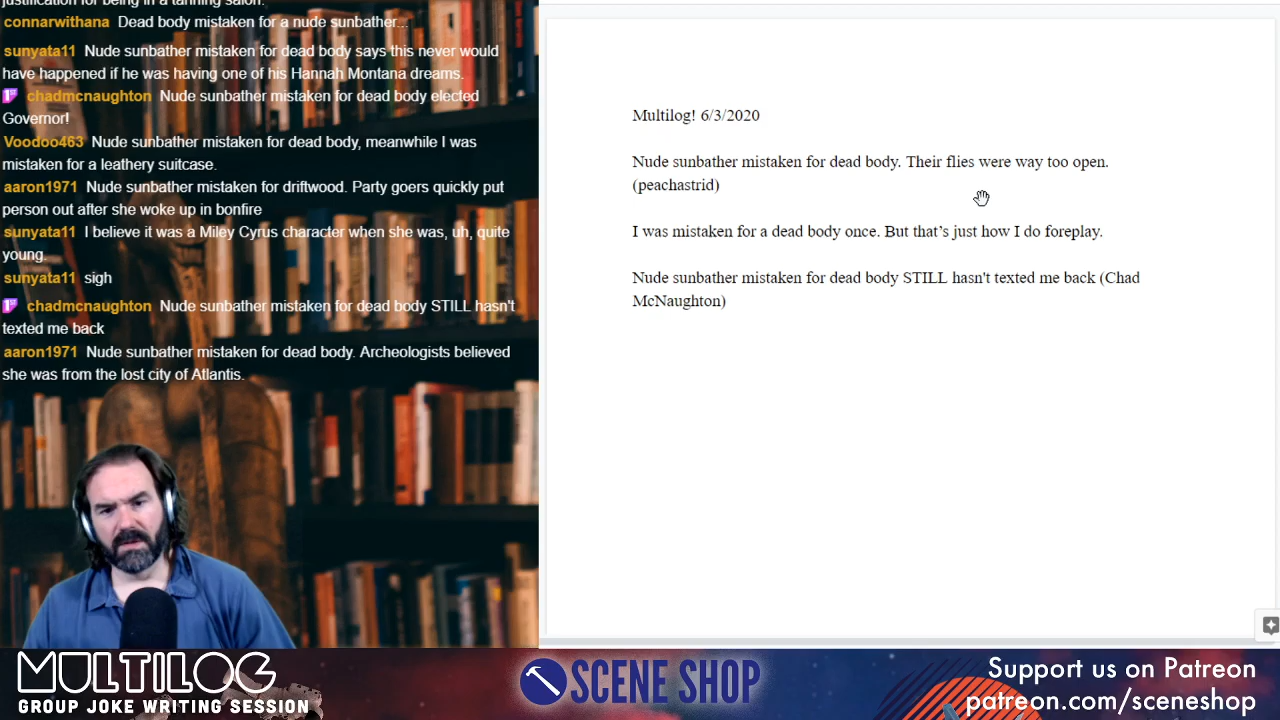 justification for being in a tanning salon.
connarwithana Dead body mistaken for a nude sunbather...
sunyata11 Nude sunbather mistaken for dead body says this never would
have happened if he was having one of his Hannah Montana dreams.
chadmcnaughton Nude sunbather mistaken for dead body elected
Governor!
Voodoo463 Nude sunbather mistaken for dead body, meanwhile I was
mistaken for a leathery suitcase.
aaron1971 Nude sunbather mistaken for driftwood. Party goers quickly put
person out after she woke up in bonfire
sunyata11 I believe it was a Miley Cyrus character when she was, uh, quite
young.
sunyata11 sigh
chadmcnaughton Nude sunbather mistaken for dead body STILL hasn't
texted me back
aaron1971 Nude sunbather mistaken for dead body. Archeologists believed
she was from the lost city of Atlantis.
Multilog! 6/3/2020
Nude sunbather mistaken for dead body. Their flies were way too open.
(peachastrid)
I was mistaken for a dead body once. But that's just how I do foreplay.
Nude sunbather mistaken for dead body STILL hasn't texted me back (Chad
McNaughton)
MULTILOG
GROUP JOKE WRITING SESSION
SCENE SHOP
Support us on Patreon
patreon.com/sceneshop